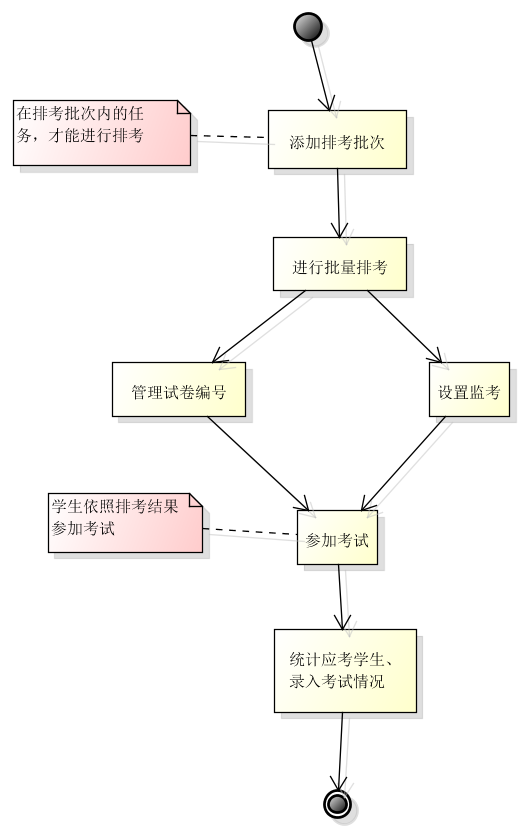 在排考批次内的任
务，才能进行排考
添加排考批次
进行批量排考
管理试卷编号
设置监考
学生依照排考结果
参加考试
参加考试
统计应考学生、
录入考试情况